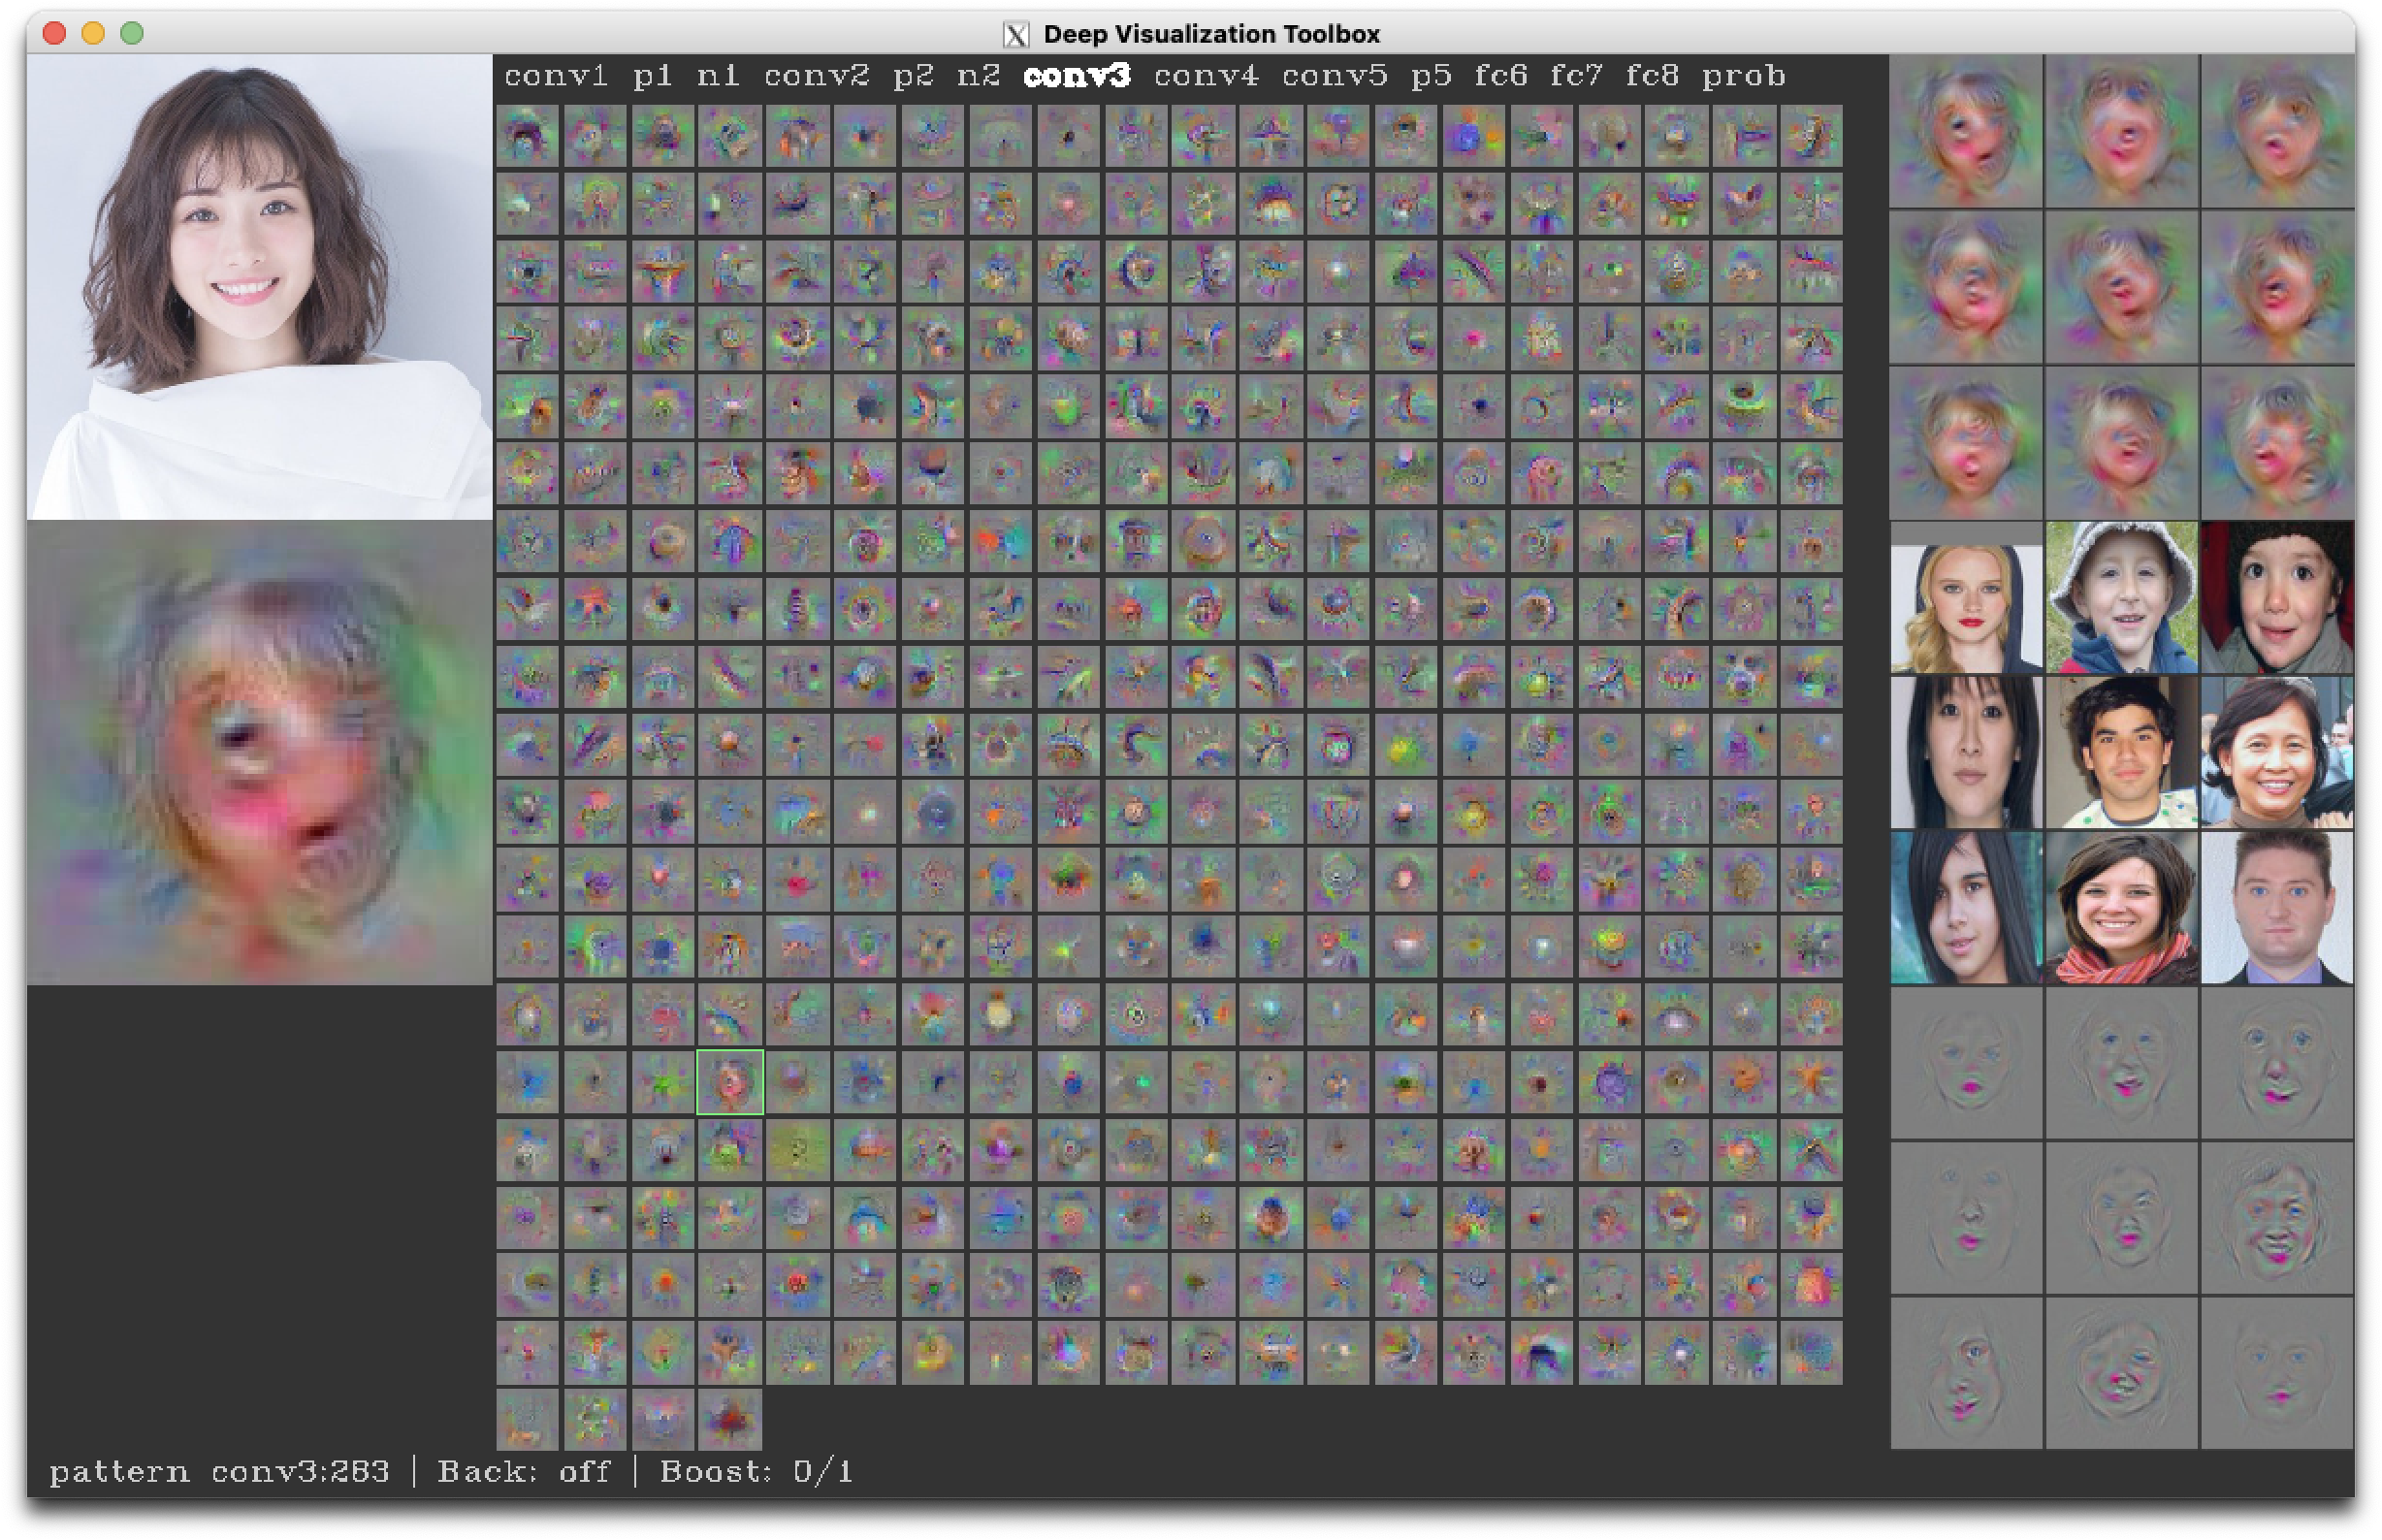 Deep Visualization Toolbox
conv1 p1 n1 conv2 p2 n2 conv3 conv4 conv5 p5 fc6 fc7 fc8 prob
pattern conv3:283 | Back: off | Boost: 0/1